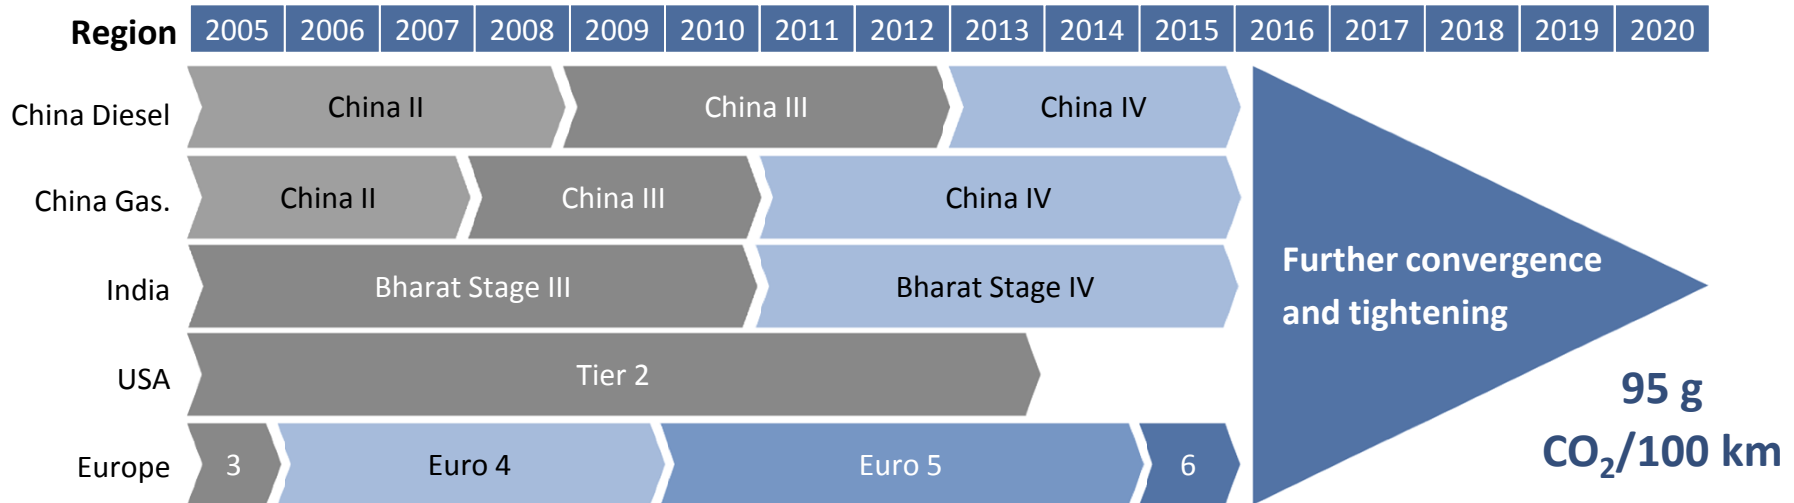 Region 2005 2006 2007 2008 2009 2010 2011 2012 2013 2014 2015 2016 2017 2018 2019 2020
China Diesel China II China III China IV
China Gas. China II China III China IV
India Bharat Stage III Bharat Stage IV
USA Tier 2
Europe 3 Euro 4 Euro 5 6
Further convergence
and tightening
95 g
CO₂/100 km